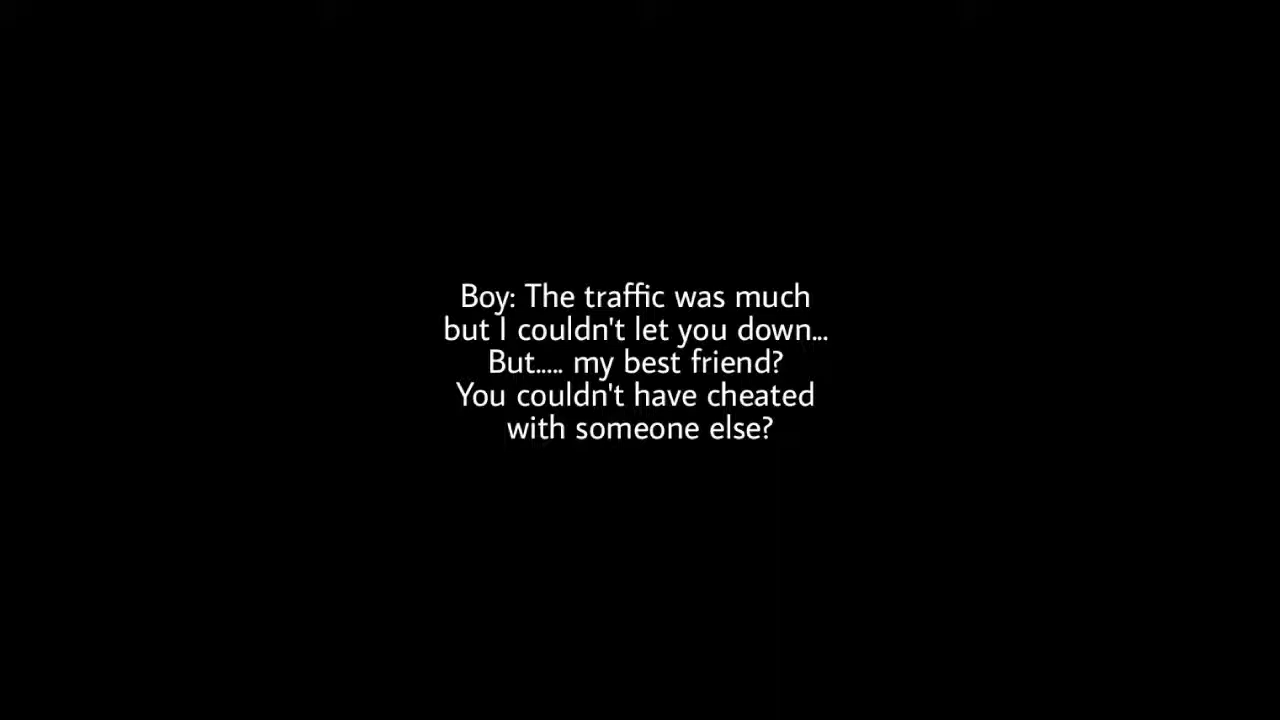 Boy: The traffic was much
but I couldn't let you down...
But..... my best friend?
You couldn't have cheated
with someone else?